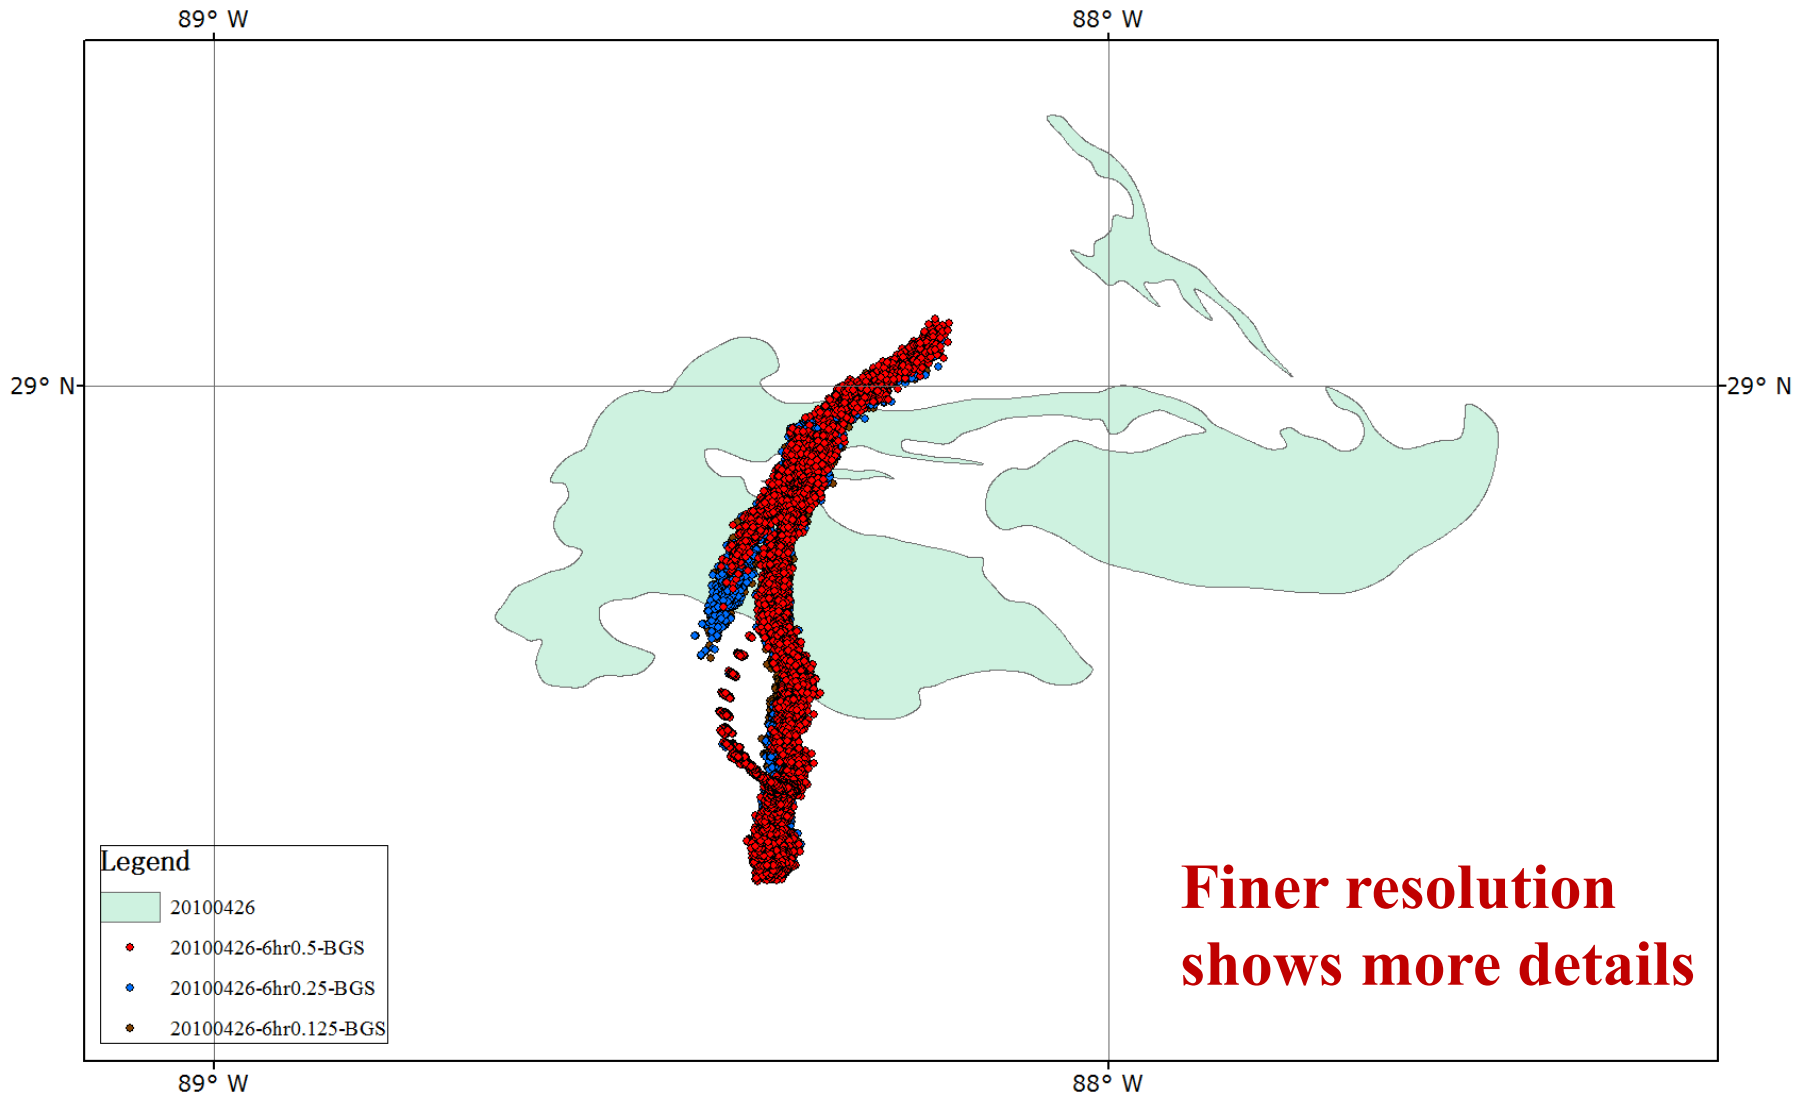 89° W
88° W
29° N
29° N
Legend
20100426
20100426-6hr0.5-BGS
20100426-6hr0.25-BGS
20100426-6hr0.125-BGS
Finer resolution
shows more details
89° W
88° W